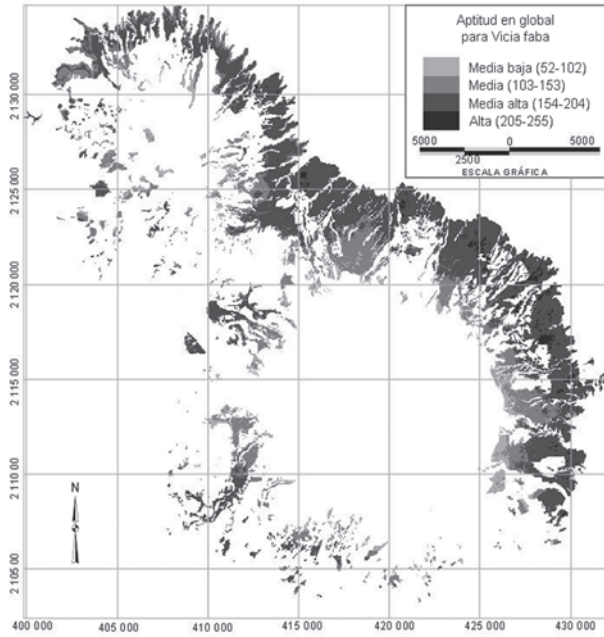 Aptitud en global
para Vicia faba
Media baja (52-102)
Media (103-153)
Media alta (154-204)
Alta (205-255)
5000 0 5000
2500
ESCALA GRÁFICA
2 130 000
2 125 000
2 120 000
2 115 000
2 110 00
2 105 00
N
400 000 405 000 410 000 415 000 420 000 425 000 430 000